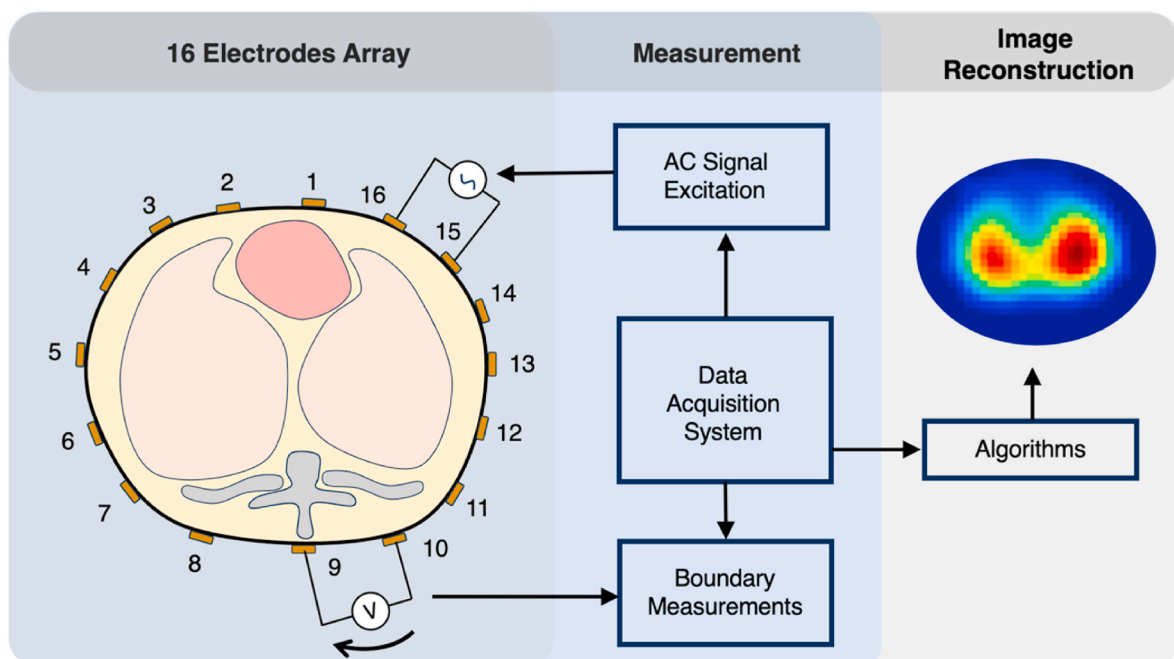 16 Electrodes Array
Measurement
Image
Reconstruction
1
2
3
4
5
6
7
8
9
10
11
12
13
14
15
16
V
AC Signal
Excitation
Data
Acquisition
System
Boundary
Measurements
Algorithms